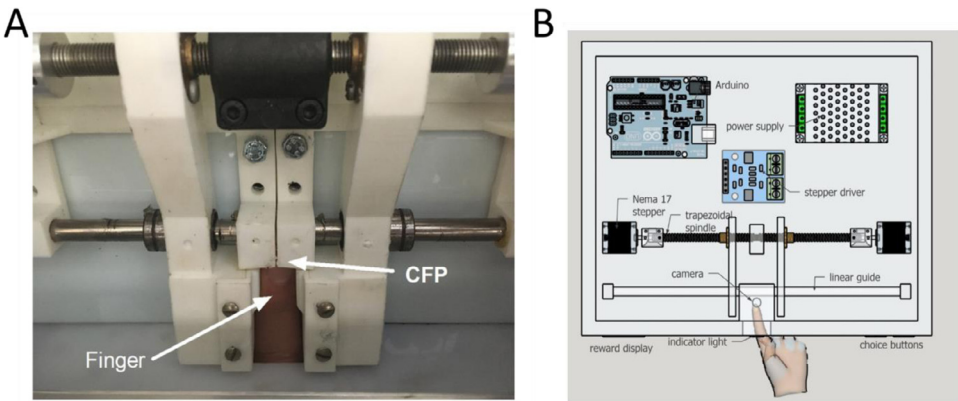 A
CFP
Finger
B
Arduino
power supply
stepper driver
Nema 17
stepper
trapezoidal
spindle
camera
linear guide
indicator light
reward display
choice buttons